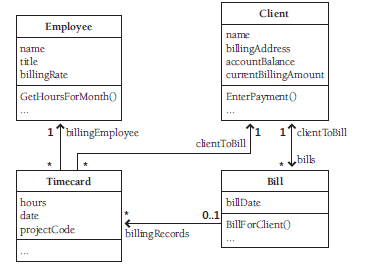 Employee
name
title
billingRate
GetHoursForMonth()
...
Client
name
billingAddress
accountBalance
currentBillingAmount
EnterPayment()
...
1 billingEmployee
*
*
clientToBill
1
1 clientToBill
* bills
Timecard
hours
date
projectCode
...
* 0..1
billingRecords
Bill
billDate
BillForClient()
...